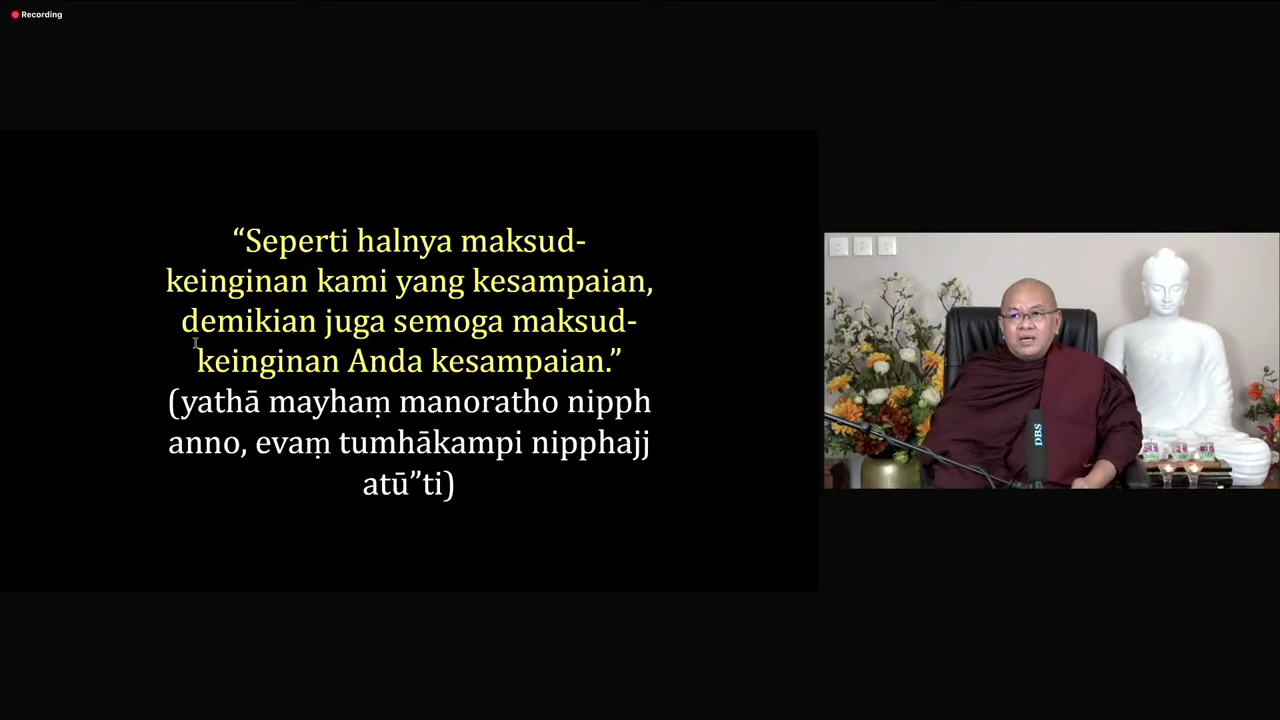 Recording
“Seperti halnya maksud-
keinginan kami yang kesampaian,
demikian juga semoga maksud-
keinginan Anda kesampaian.”
(yathā mayhaṃ manoratho nipph
anno, evaṃ tumhākampi nipphajj
atū”ti)
DBS